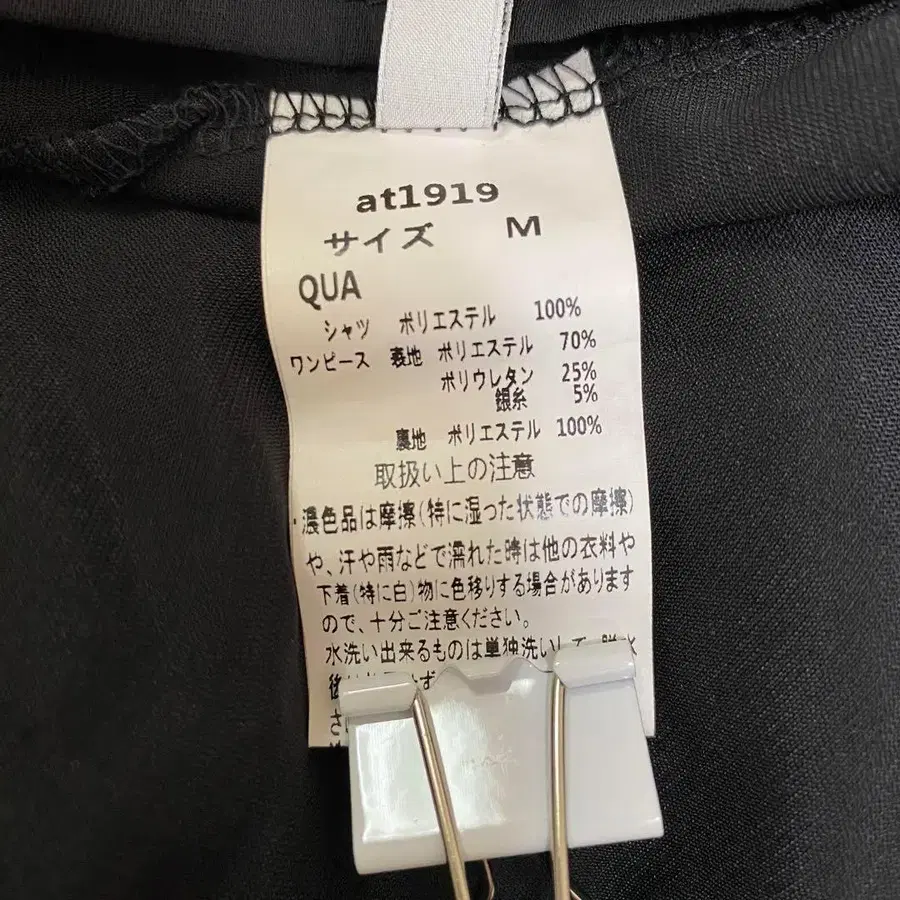 at1919
サイズ M
QUA
シャツ ポリエステル 100%
ワンピース 表地 ポリエステル 70%
ポリウレタン 25%
銀糸 5%
裏地 ポリエステル 100%
取扱い上の注意
・濃色品は摩擦(特に湿った状態での摩擦)
や、汗や雨などで濡れた時は他の衣料や
下着(特に白)物に色移りする場合があります
ので、十分ご注意ください。
水洗い出来るものは単独洗いし
後
さ